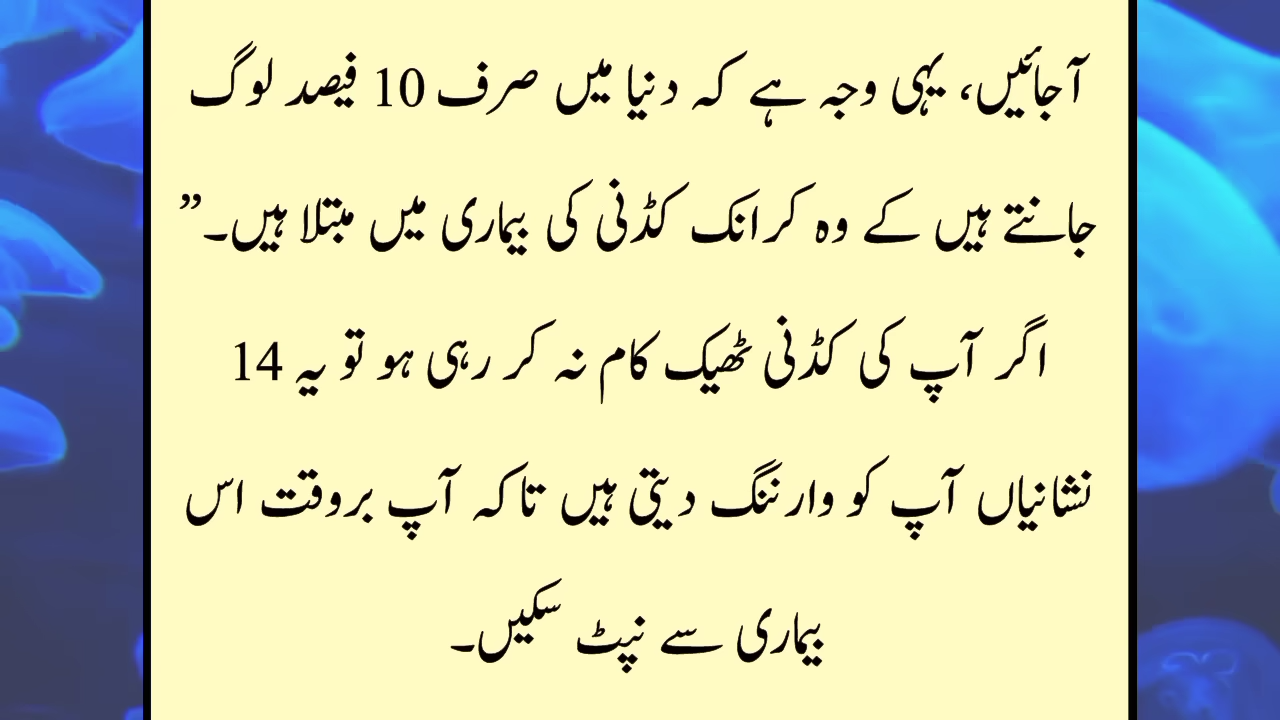 آجائیں، یہی وجہ ہے کہ دنیا میں صرف 10 فیصد لوگ
جانتے ہیں کے وہ کرانک کڈنی کی بیماری میں مبتلا ہیں۔”
اگر آپ کی کڈنی ٹھیک کام نہ کر رہی ہو تو یہ 14
نشانیاں آپ کو وارننگ دیتی ہیں تاکہ آپ بروقت اس
بیماری سے نپٹ سکیں۔